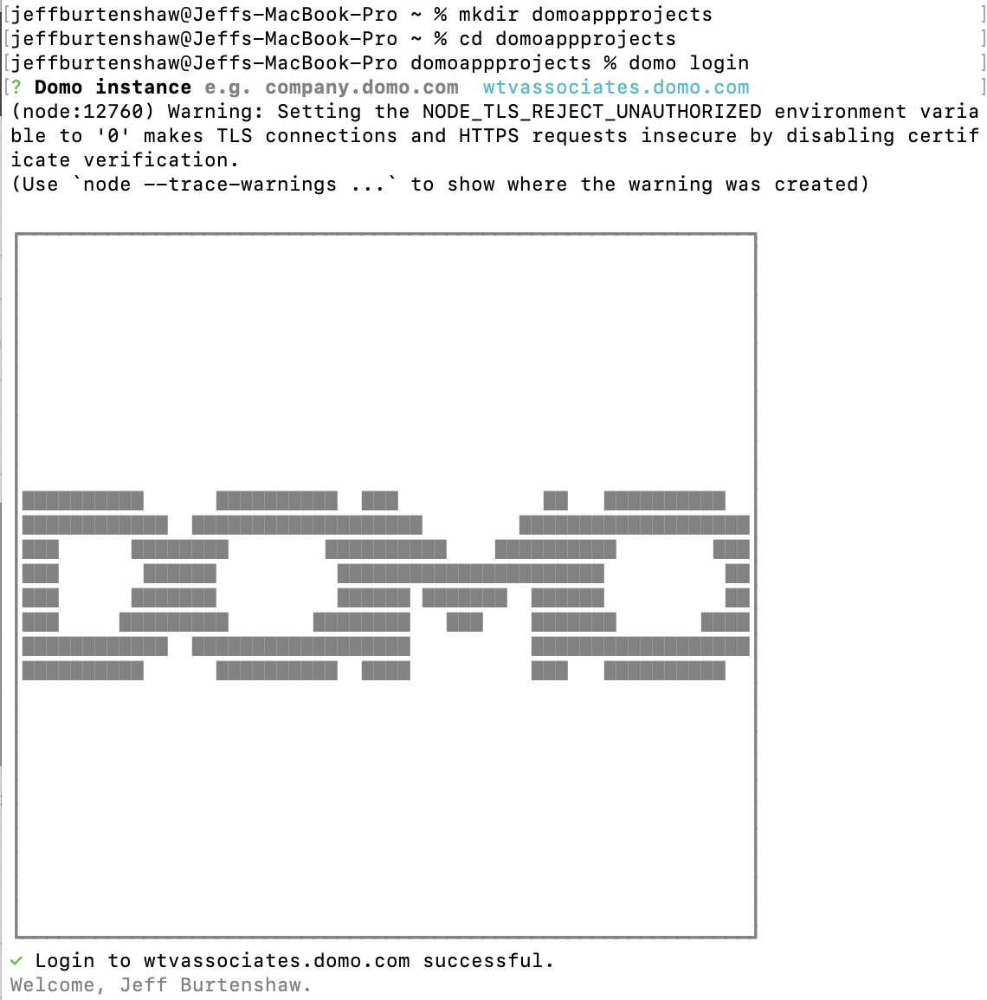 [jeffburtenshaw@Jeffs-MacBook-Pro ~ % mkdir domoappprojects ]
[jeffburtenshaw@Jeffs-MacBook-Pro ~ % cd domoappprojects ]
[jeffburtenshaw@Jeffs-MacBook-Pro domoappprojects % domo login ]
[? Domo instance e.g. company.domo.com  wtvassociates.domo.com ]
(node:12760) Warning: Setting the NODE_TLS_REJECT_UNAUTHORIZED environment varia
ble to '0' makes TLS connections and HTTPS requests insecure by disabling certif
icate verification.
(Use `node --trace-warnings ...` to show where the warning was created)
DOMO
✓ Login to wtvassociates.domo.com successful.
Welcome, Jeff Burtenshaw.